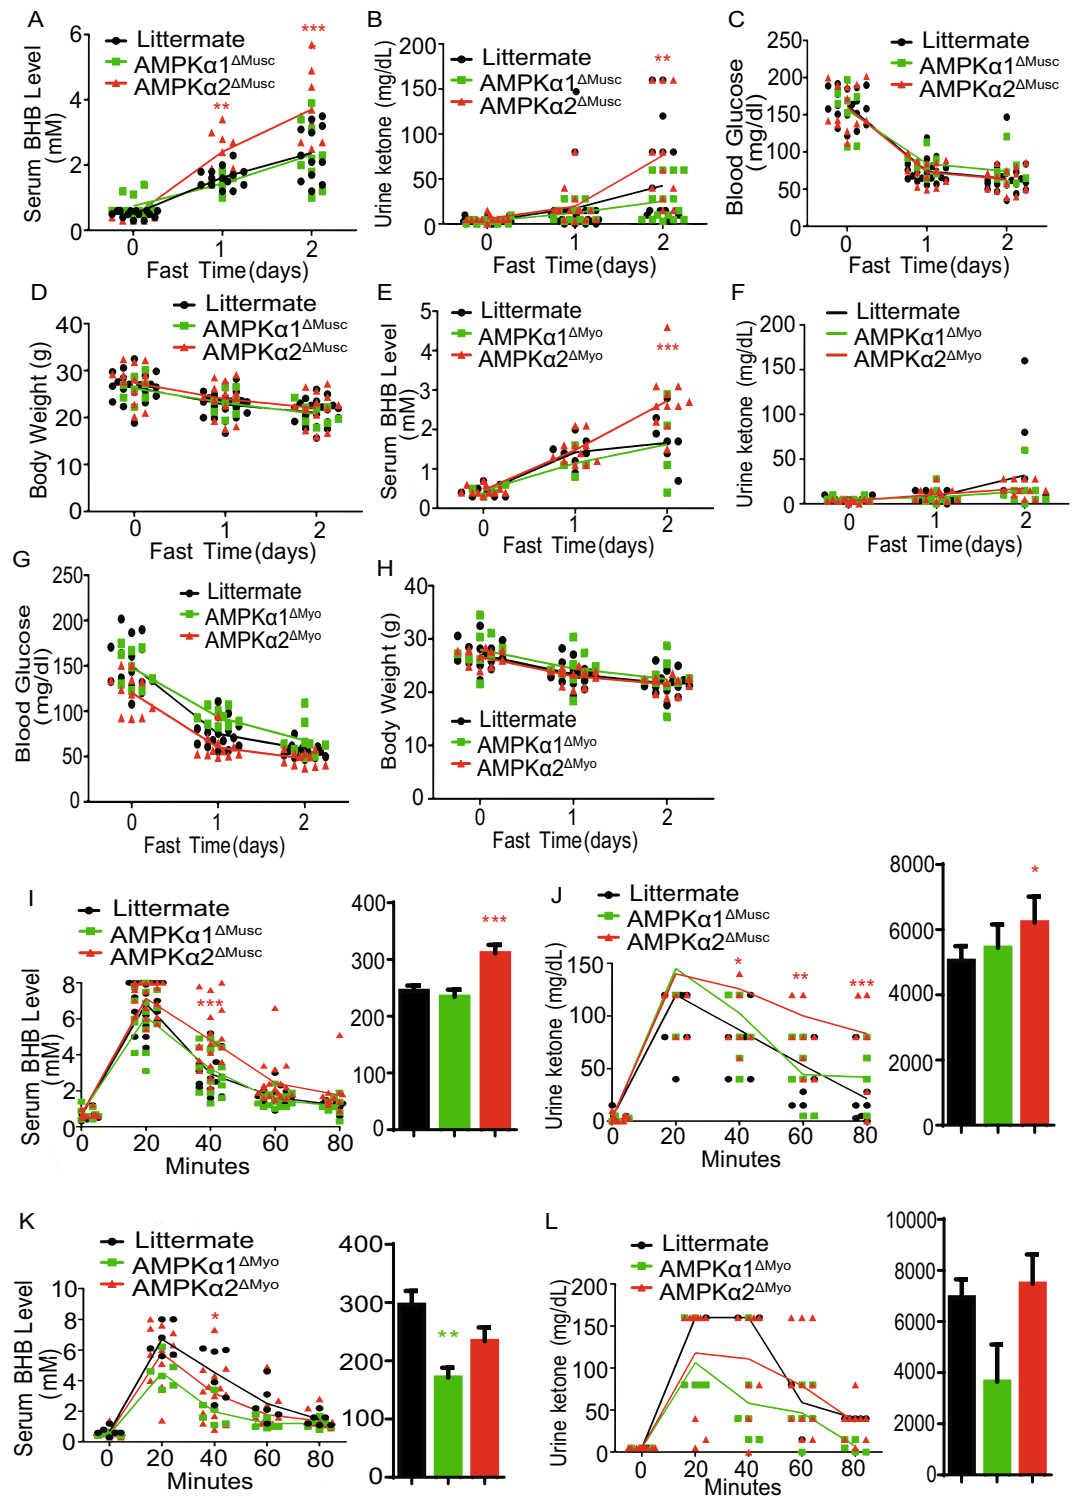 A
Serum BHB Level
(mM)
6
4
2
0
Littermate
AMPKα1ΔMusc
AMPKα2ΔMusc
**
***
0 1 2
Fast Time(days)
B
Urine ketone (mg/dL)
200
150
100
50
0
Littermate
AMPKα1ΔMusc
AMPKα2ΔMusc
**
0 1 2
Fast Time(days)
C
Blood Glucose
(mg/dl)
250
200
150
100
50
0
Littermate
AMPKα1ΔMusc
AMPKα2ΔMusc
0 1 2
Fast Time(days)
D
Body Weight (g)
40
30
20
10
0
Littermate
AMPKα1ΔMusc
AMPKα2ΔMusc
0 1 2
Fast Time(days)
E
Serum BHB Level
(mM)
5
4
3
2
1
0
Littermate
AMPKα1ΔMyo
AMPKα2ΔMyo
***
0 1 2
Fast Time(days)
F
Urine ketone (mg/dL)
200
150
100
50
0
Littermate
AMPKα1ΔMyo
AMPKα2ΔMyo
0 1 2
Fast Time(days)
G
Blood Glucose
(mg/dl)
250
200
150
100
50
0
Littermate
AMPKα1ΔMyo
AMPKα2ΔMyo
0 1 2
Fast Time(days)
H
Body Weight (g)
40
30
20
10
0
Littermate
AMPKα1ΔMyo
AMPKα2ΔMyo
0 1 2
Fast Time(days)
I
Littermate
AMPKα1ΔMusc
AMPKα2ΔMusc
Serum BHB Level
(mM)
8
6
4
2
0
***
0 20 40 60 80
Minutes
400
300
200
100
0
***
J
Littermate
AMPKα1ΔMusc
AMPKα2ΔMusc
Urine ketone (mg/dL)
150
100
50
0
*
**
***
0 20 40 60 80
Minutes
8000
6000
4000
2000
0
*
K
Littermate
AMPKα1ΔMyo
AMPKα2ΔMyo
Serum BHB Level
(mM)
10
8
6
4
2
0
*
0 20 40 60 80
Minutes
400
300
200
100
0
**
L
Littermate
AMPKα1ΔMyo
AMPKα2ΔMyo
Urine ketone (mg/dL)
200
150
100
50
0
0 20 40 60 80
Minutes
10000
8000
6000
4000
2000
0